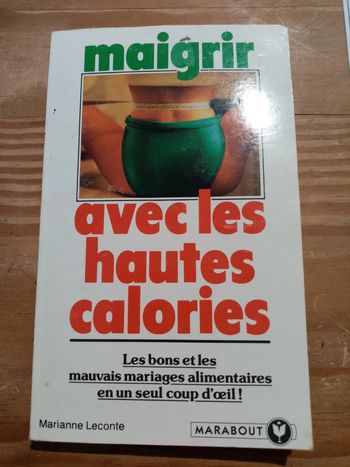 maigrir
avec les
hautes
calories
Les bons et les
mauvais mariages alimentaires
en un seul coup d'œil !
Marianne Leconte
MARABOUT